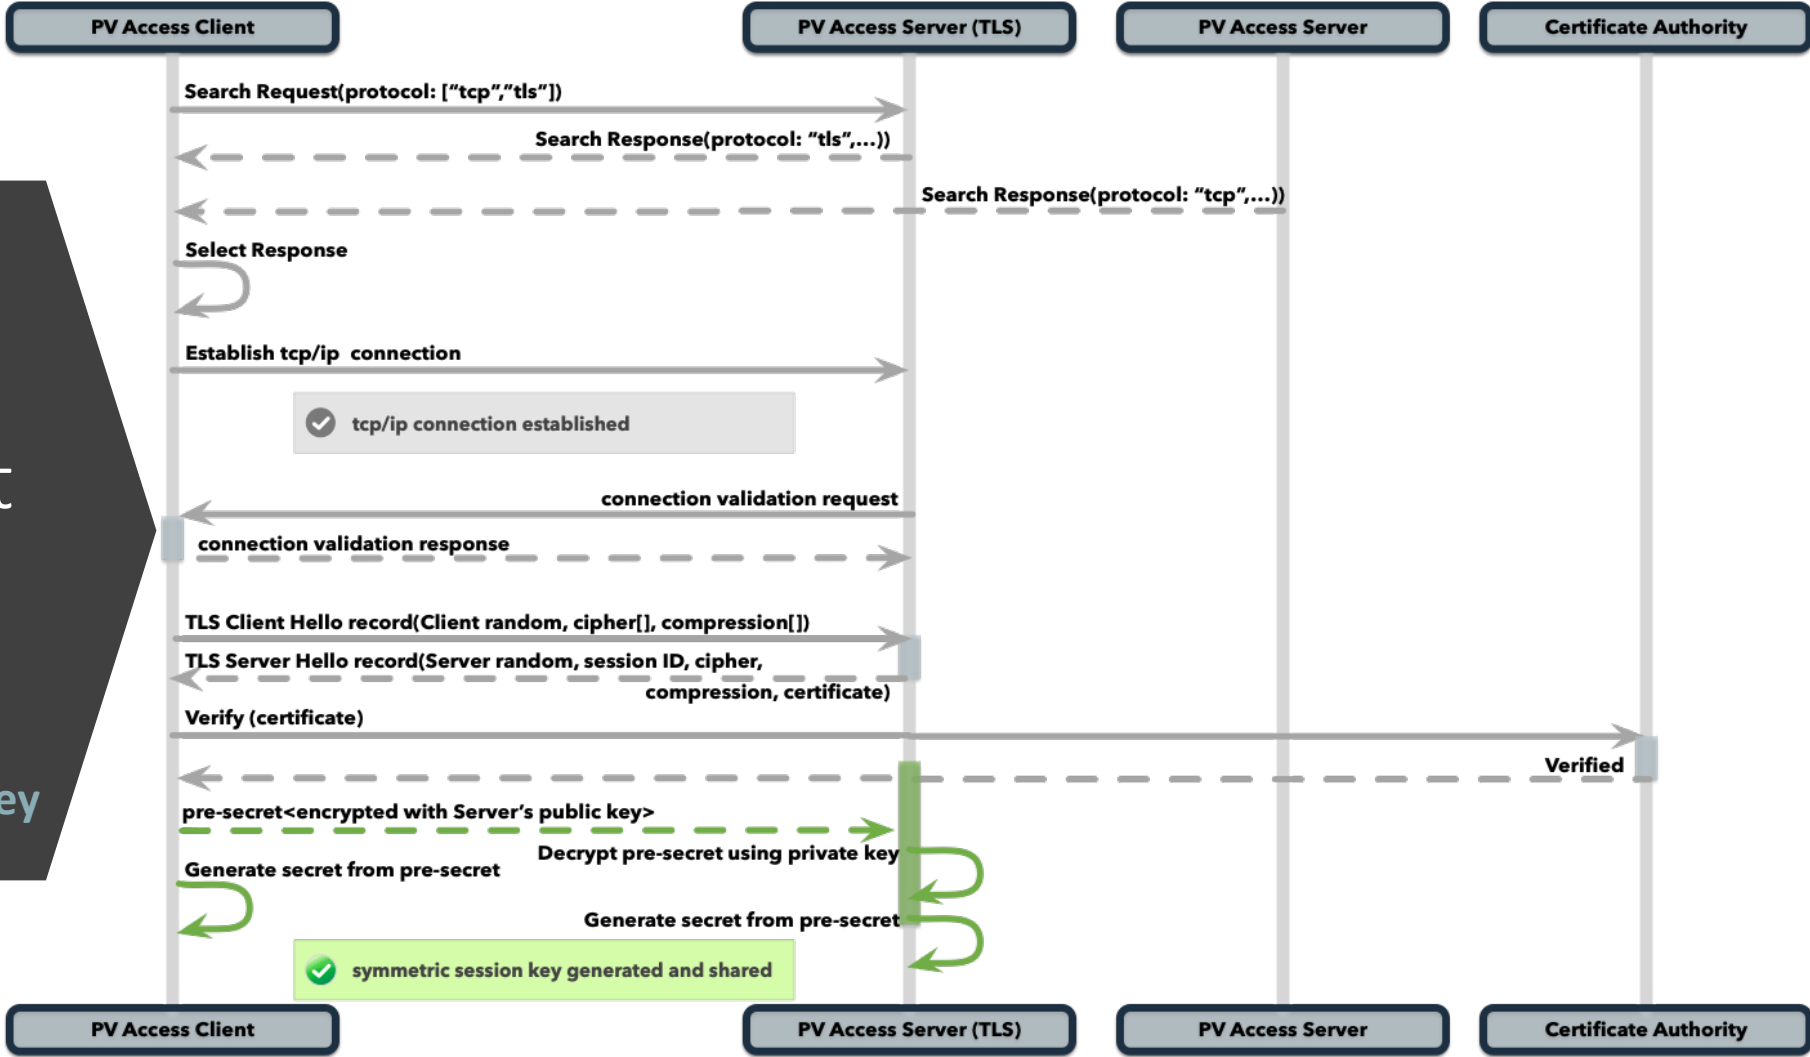 PV Access Client
PV Access Server (TLS)
PV Access Server
Certificate Authority
Search Request(protocol: [“tcp”,”tls”])
Search Response(protocol: “tls”,...))
Search Response(protocol: “tcp”,...))
Select Response
Establish tcp/ip  connection
tcp/ip connection established
t
connection validation request
connection validation response
TLS Client Hello record(Client random, cipher[], compression[])
TLS Server Hello record(Server random, session ID, cipher,
compression, certificate)
Verify (certificate)
Verified
ey
pre-secret<encrypted with Server’s public key>
Decrypt pre-secret using private key
Generate secret from pre-secret
Generate secret from pre-secret
symmetric session key generated and shared
PV Access Client
PV Access Server (TLS)
PV Access Server
Certificate Authority